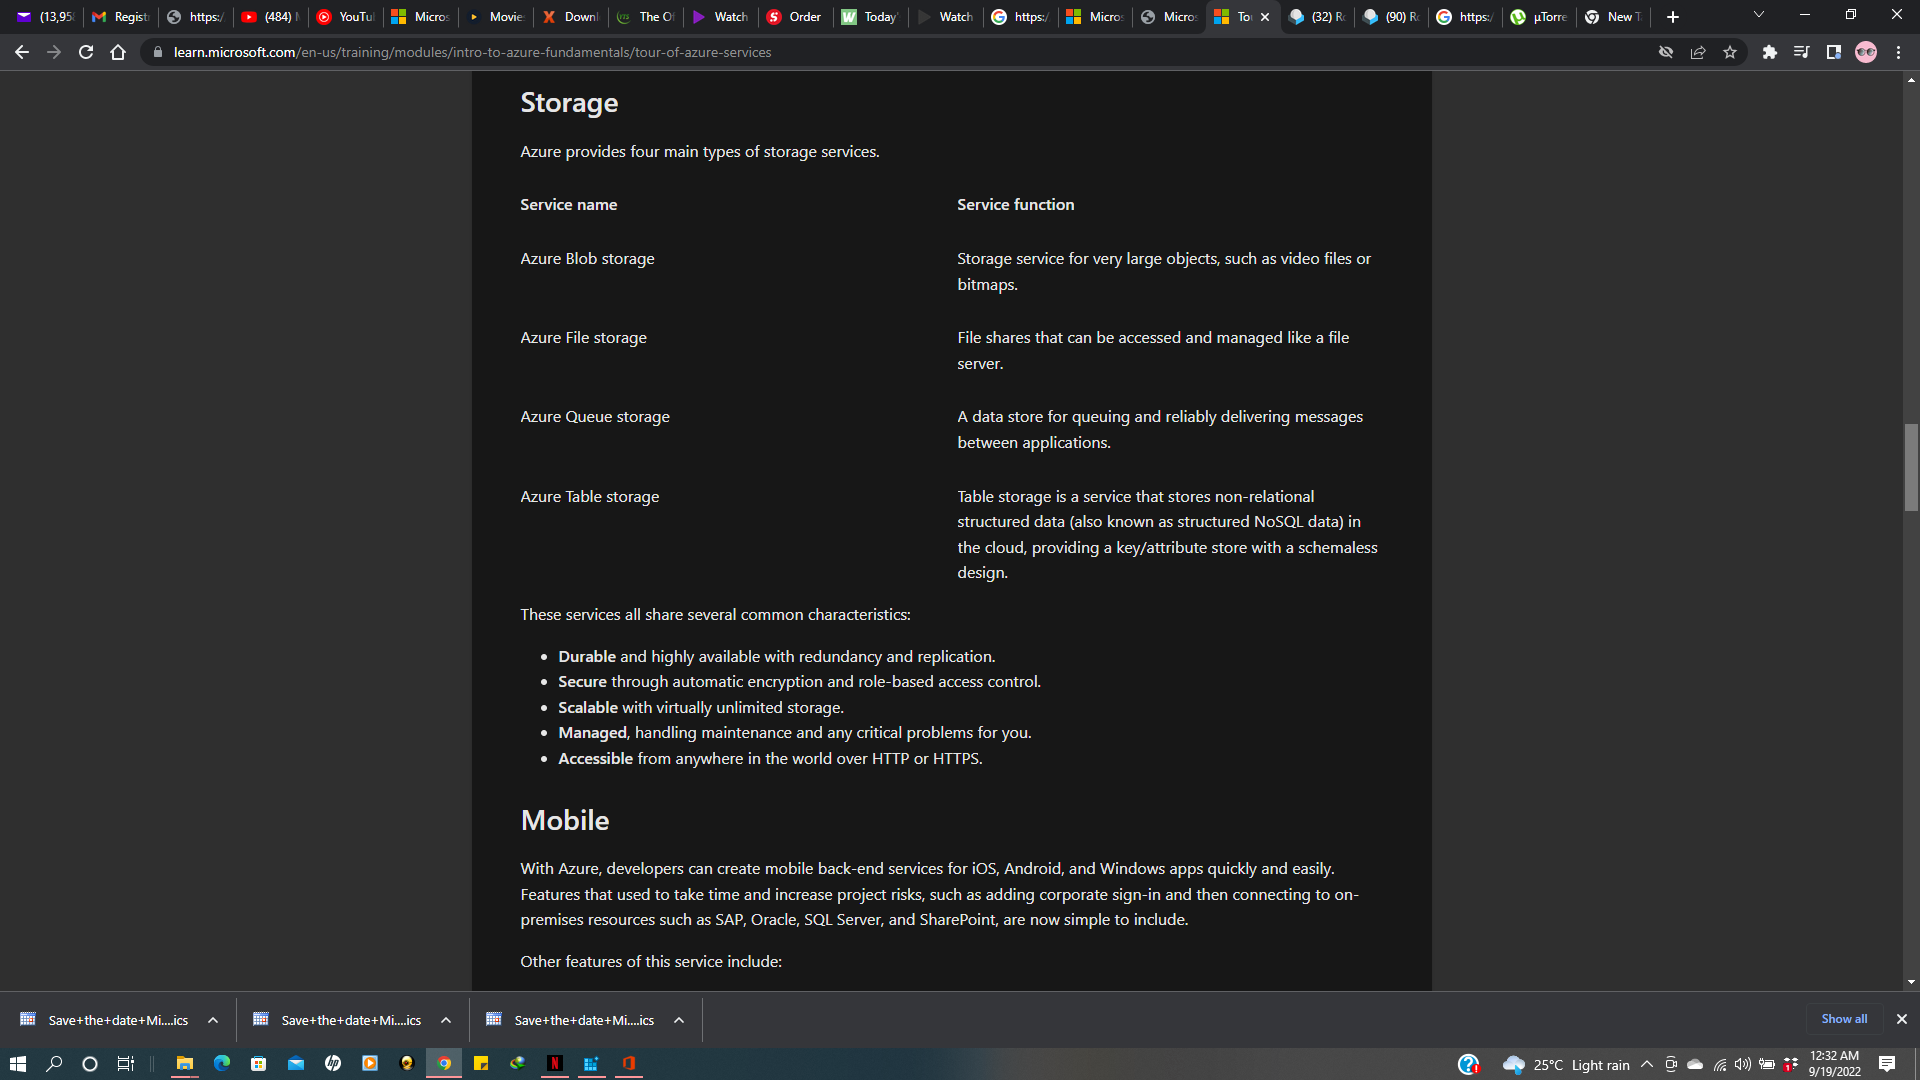 (13,95
Registr
https:/
(484) M
YouTu
Micros
Movie
Downl
The Of
Watch
Order
Today'
Watch
https:/
Micros
Micros
To
(32) Ro
(90) Ro
https:/
µTorre
New T
learn.microsoft.com/en-us/training/modules/intro-to-azure-fundamentals/tour-of-azure-services
Storage
Azure provides four main types of storage services.
Service name
Service function
Azure Blob storage
Storage service for very large objects, such as video files or
bitmaps.
Azure File storage
File shares that can be accessed and managed like a file
server.
Azure Queue storage
A data store for queuing and reliably delivering messages
between applications.
Azure Table storage
Table storage is a service that stores non-relational
structured data (also known as structured NoSQL data) in
the cloud, providing a key/attribute store with a schemaless
design.
These services all share several common characteristics:
• Durable and highly available with redundancy and replication.
• Secure through automatic encryption and role-based access control.
• Scalable with virtually unlimited storage.
• Managed, handling maintenance and any critical problems for you.
• Accessible from anywhere in the world over HTTP or HTTPS.
Mobile
With Azure, developers can create mobile back-end services for iOS, Android, and Windows apps quickly and easily.
Features that used to take time and increase project risks, such as adding corporate sign-in and then connecting to on-
premises resources such as SAP, Oracle, SQL Server, and SharePoint, are now simple to include.
Other features of this service include:
Save+the+date+Mi....ics
Save+the+date+Mi....ics
Save+the+date+Mi....ics
Show all
25°C Light rain
12:32 AM
9/19/2022